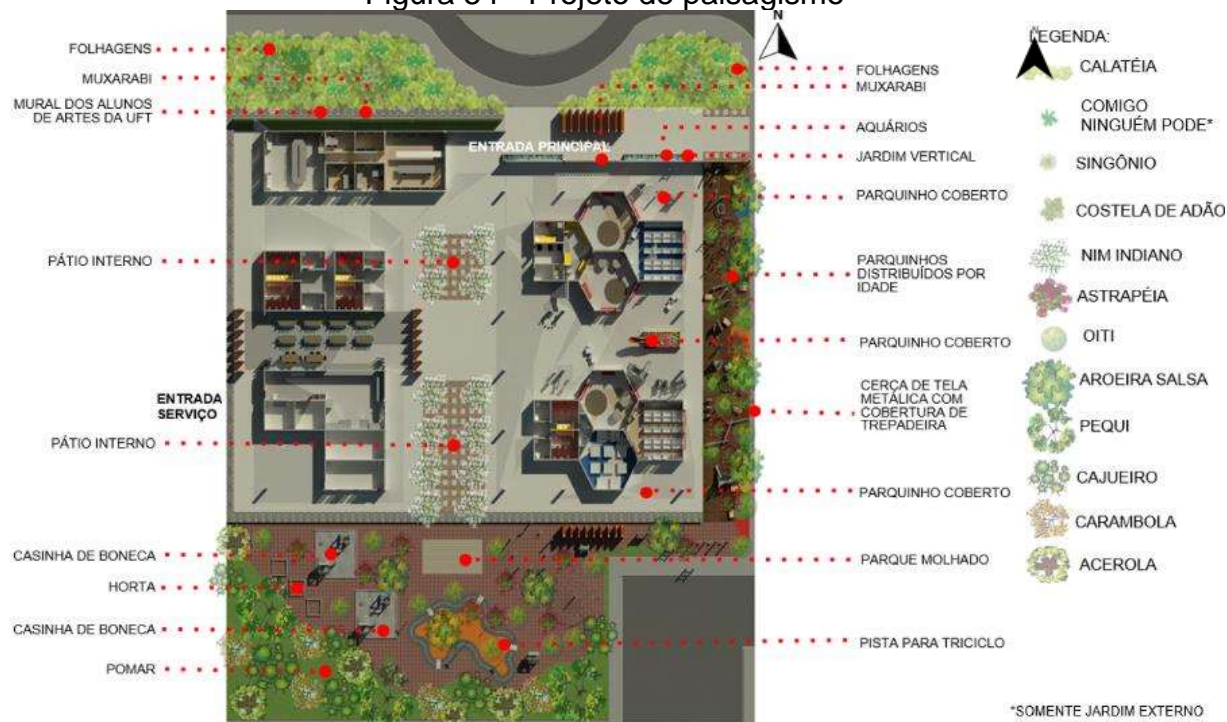 Figura 54 - Projeto de paisagismo
FOLHAGENS
MUXARABI
MURAL DOS ALUNOS
DE ARTES DA UFT
PÁTIO INTERNO
ENTRADA
SERVIÇO
PÁTIO INTERNO
CASINHA DE BONECA
HORTA
CASINHA DE BONECA
POMAR
ENTRADA PRINCIPAL
N
FOLHAGENS
MUXARABI
AQUÁRIOS
JARDIM VERTICAL
PARQUINHO COBERTO
PARQUINHOS
DISTRIBUÍDOS POR
IDADE
PARQUINHO COBERTO
CERCA DE TELA
METÁLICA COM
COBERTURA DE
TREPADEIRA
PARQUINHO COBERTO
PARQUE MOLHADO
PISTA PARA TRICICLO
LEGENDA:
N
CALATÉIA
COMIGO
NINGUÉM PODE*
SINGÔNIO
COSTELA DE ADÃO
NIM INDIANO
ASTRAPÉIA
OITI
AROEIRA SALSA
PEQUI
CAJUEIRO
CARAMBOLA
ACEROLA
*SOMENTE JARDIM EXTERNO